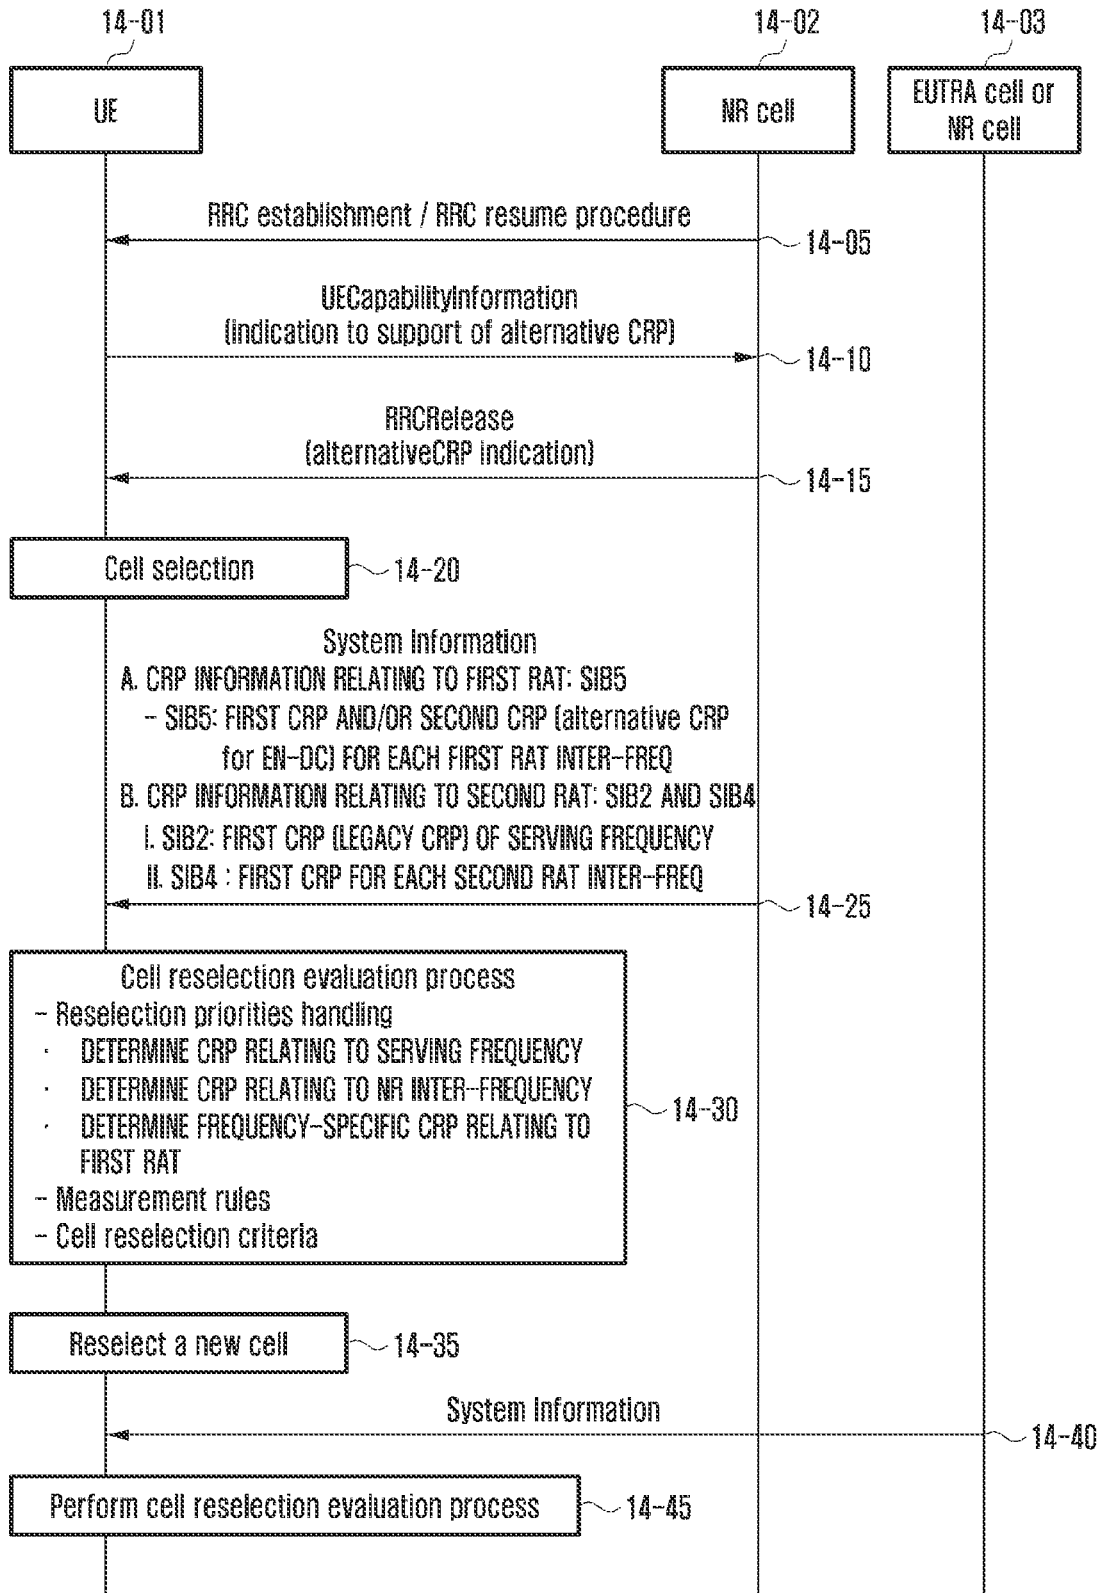 14-01
14-02
14-03
UE
NR cell
EUTRA cell or
NR cell
RRC establishment / RRC resume procedure
14-05
UECapabilityInformation
(indication to support of alternative CRP)
14-10
RRCRelease
(alternativeCRP indication)
14-15
Cell selection
14-20
System Information
A. CRP INFORMATION RELATING TO FIRST RAT: SIB5
- SIB5: FIRST CRP AND/OR SECOND CRP (alternative CRP
for EN-DC) FOR EACH FIRST RAT INTER-FREQ
B. CRP INFORMATION RELATING TO SECOND RAT: SIB2 AND SIB4
I. SIB2: FIRST CRP (LEGACY CRP) OF SERVING FREQUENCY
II. SIB4 : FIRST CRP FOR EACH SECOND RAT INTER-FREQ
14-25
Cell reselection evaluation process
- Reselection priorities handling
· DETERMINE CRP RELATING TO SERVING FREQUENCY
· DETERMINE CRP RELATING TO NR INTER-FREQUENCY
· DETERMINE FREQUENCY-SPECIFIC CRP RELATING TO
FIRST RAT
- Measurement rules
- Cell reselection criteria
14-30
Reselect a new cell
14-35
System Information
14-40
Perform cell reselection evaluation process
14-45